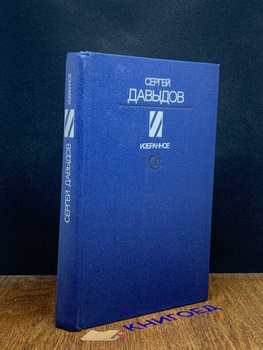 СЕРГЕЙ
ДАВЫДОВ
И
ИЗБРАННОЕ
СЕРГЕЙ ДАВЫДОВ
И
ИЗБРАННОЕ
КНИГОЕД